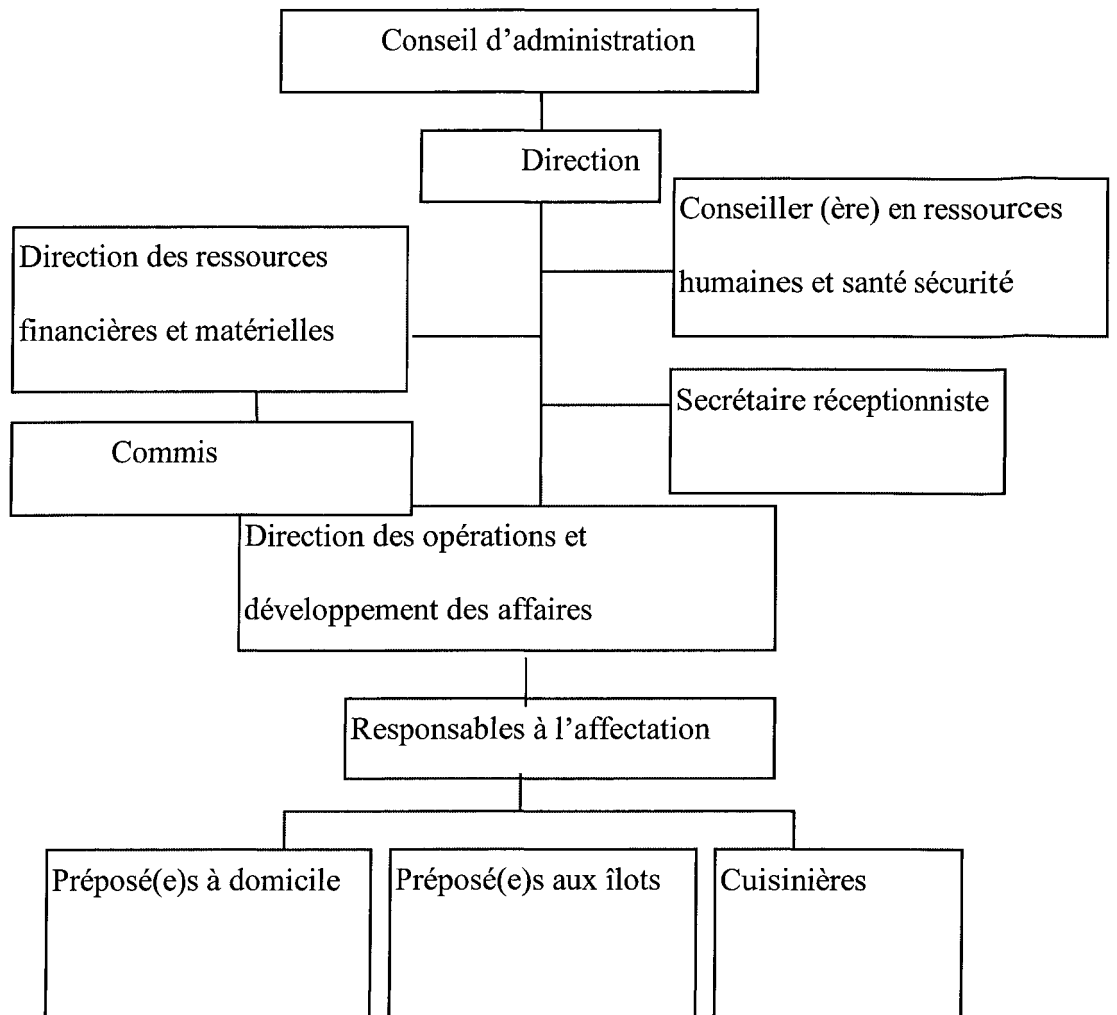 Conseil d’administration
Direction
Conseiller (ère) en ressources
humaines et santé sécurité
Direction des ressources
financières et matérielles
Secrétaire réceptionniste
Commis
Direction des opérations et
développement des affaires
Responsables à l’affectation
Préposé(e)s à domicile
Préposé(e)s aux îlots
Cuisinières